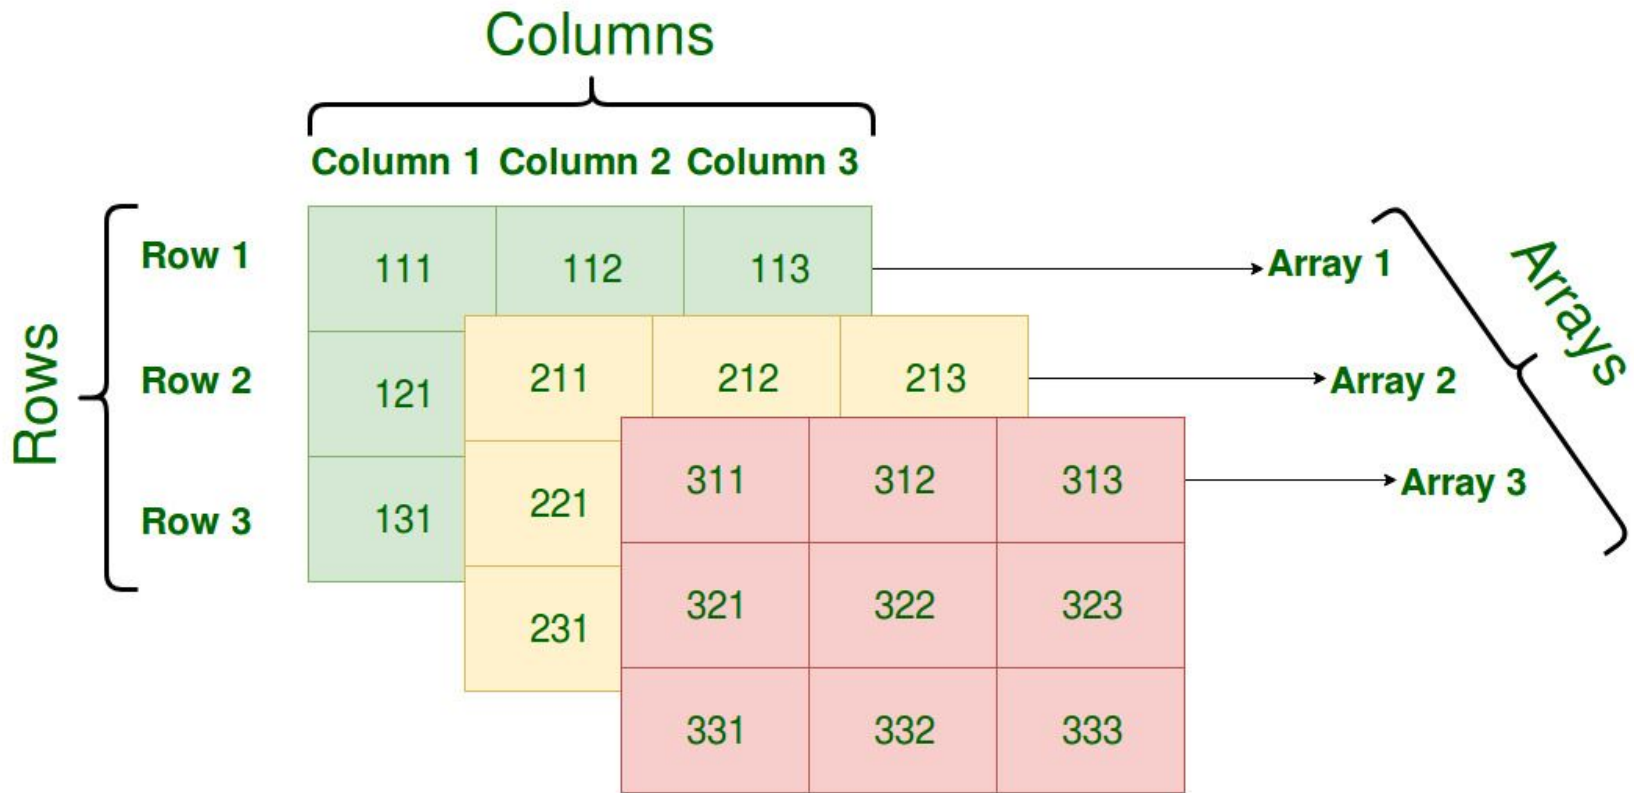 Columns
Column 1 Column 2 Column 3
Rows
Row 1 111 112 113 Array 1
Arrays
Row 2 121 211 212 213 Array 2
Row 3 131 221 311 312 313 Array 3
231 321 322 323
331 332 333